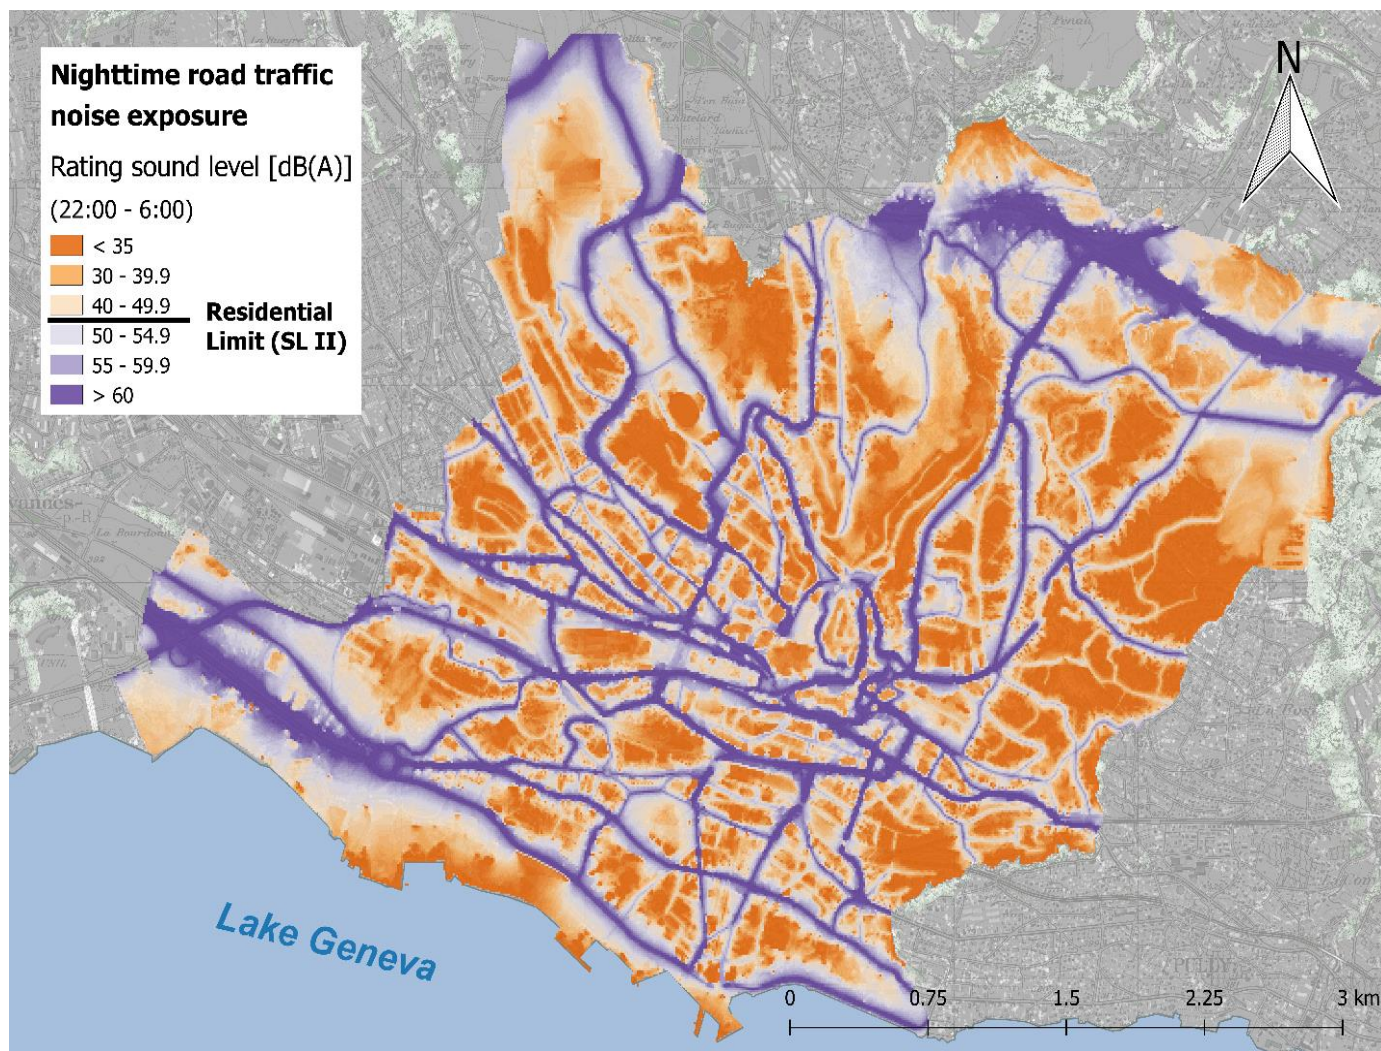 Nighttime road traffic
noise exposure
Rating sound level [dB(A)]
(22:00 - 6:00)
< 35
30 - 39.9
40 - 49.9
50 - 54.9
55 - 59.9
> 60
Residential
Limit (SL II)
N
Lake Geneva
0
0.75
1.5
2.25
3 km